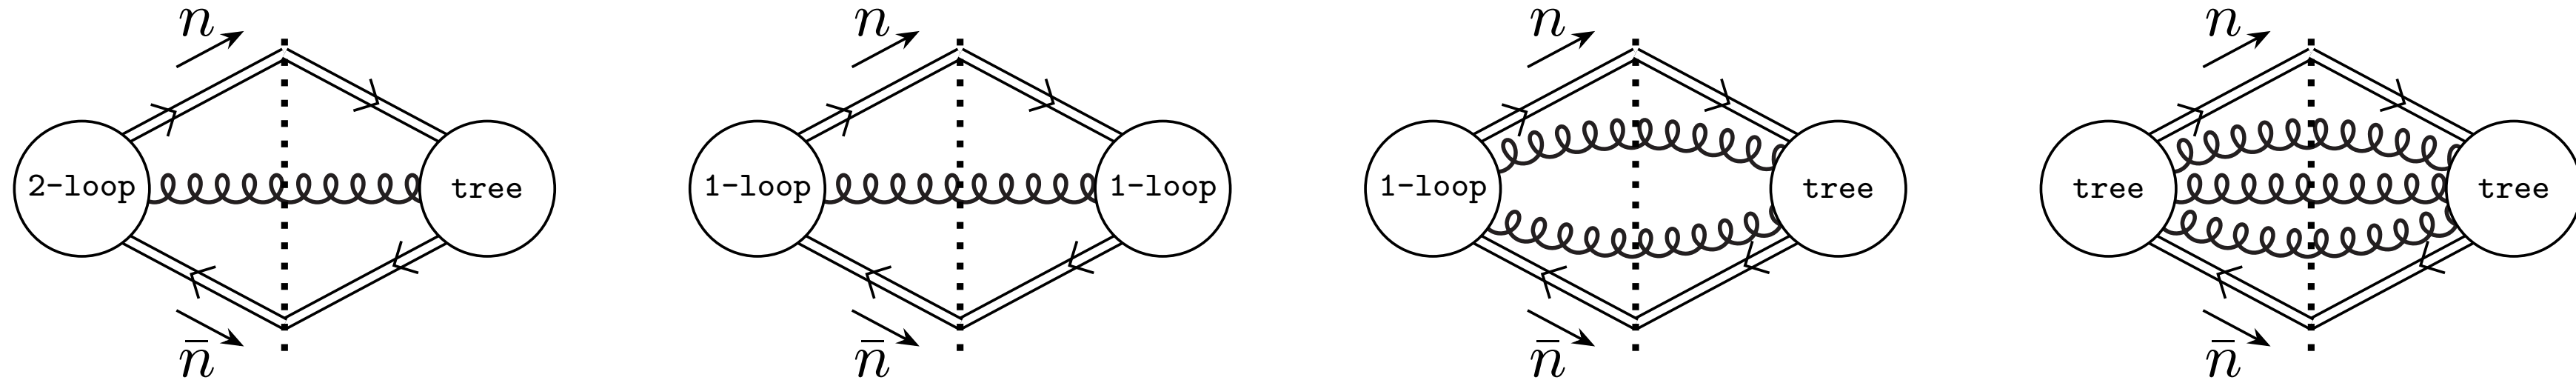 n n n n
2-loop tree 1-loop 1-loop 1-loop tree tree tree
n̄ n̄ n̄ n̄